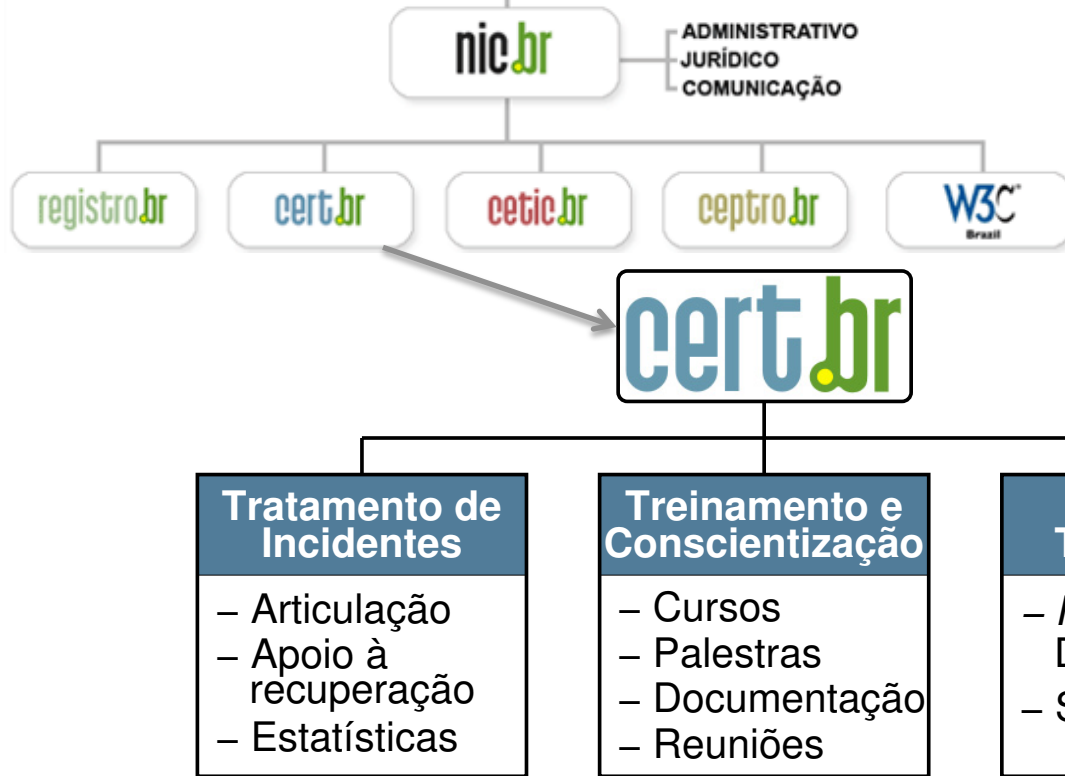 nic.br
ADMINISTRATIVO
JURÍDICO
COMUNICAÇÃO
registro.br
cert.br
cetic.br
ceptro.br
W3C
Brazil
cert.br
Tratamento de
Incidentes
– Articulação
– Apoio à
recuperação
– Estatísticas
Treinamento e
Conscientização
– Cursos
– Palestras
– Documentação
– Reuniões